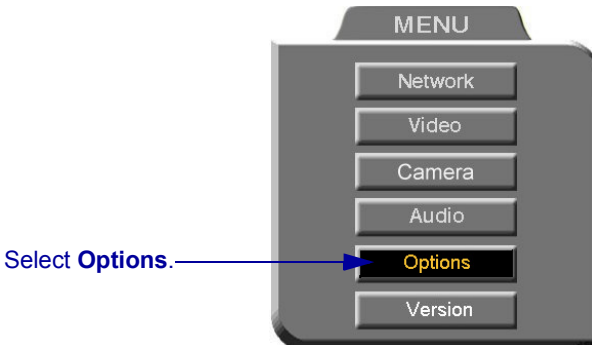 MENU
Network
Video
Camera
Audio
Select Options.
Options
Version